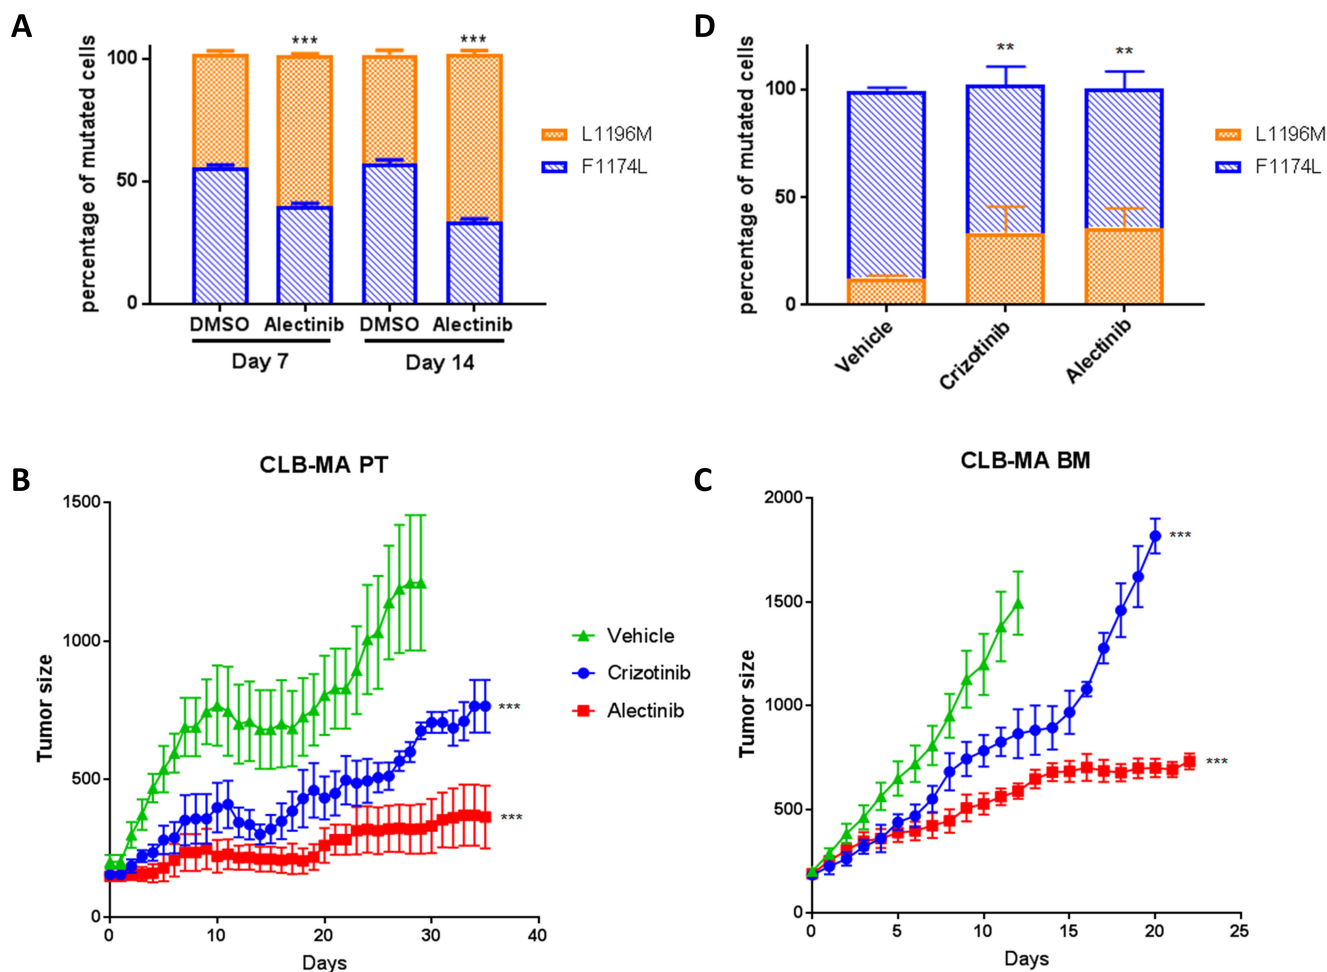 A
percentage of mutated cells
100
50
0
***
***
DMSO Alectinib DMSO Alectinib
Day 7 Day 14
L1196M
F1174L
D
percentage of mutated cells
100
50
0
**
**
Vehicle
Crizotinib
Alectinib
L1196M
F1174L
B
CLB-MA PT
Tumor size
1500
1000
500
0
0 10 20 30 40
Days
***
***
Vehicle
Crizotinib
Alectinib
C
CLB-MA BM
Tumor size
2000
1500
1000
500
0
0 5 10 15 20 25
Days
***
***